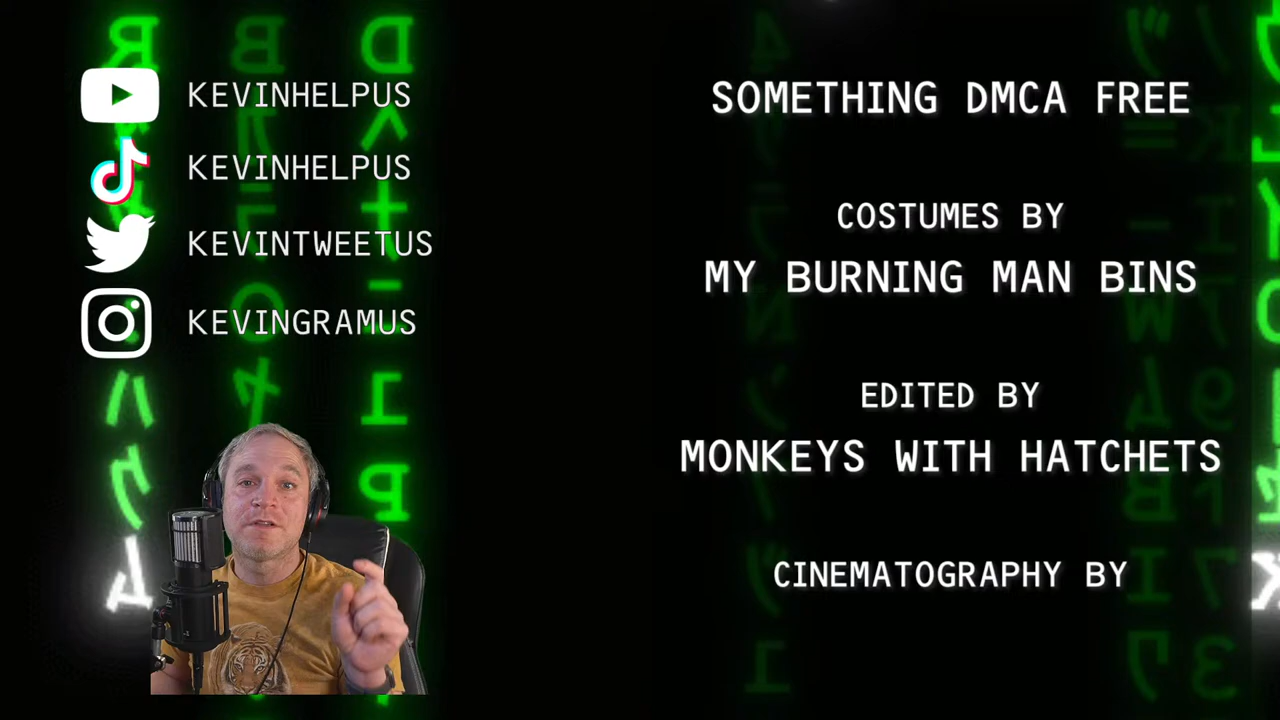 KEVINHELPUS
KEVINHELPUS
KEVINTWEETUS
KEVINGRAMUS
SOMETHING DMCA FREE
COSTUMES BY
MY BURNING MAN BINS
EDITED BY
MONKEYS WITH HATCHETS
CINEMATOGRAPHY BY